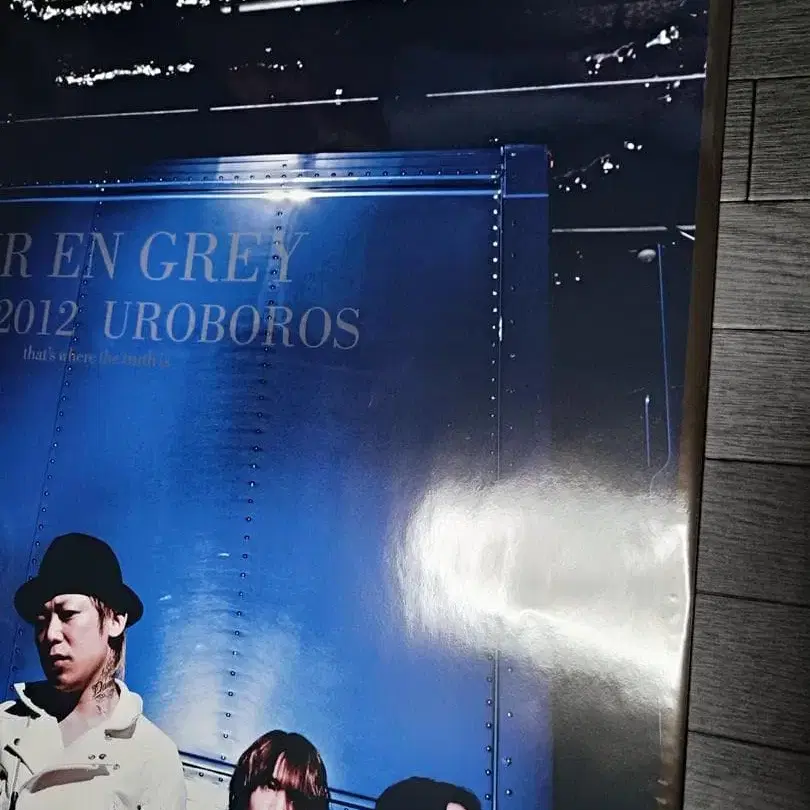 R EN GREY
2012 UROBOROS
that's where the truth is